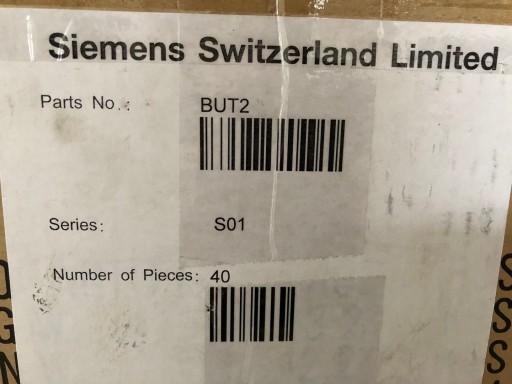 Siemens Switzerland Limited
Parts No.: BUT2
Series: S01
Number of Pieces: 40